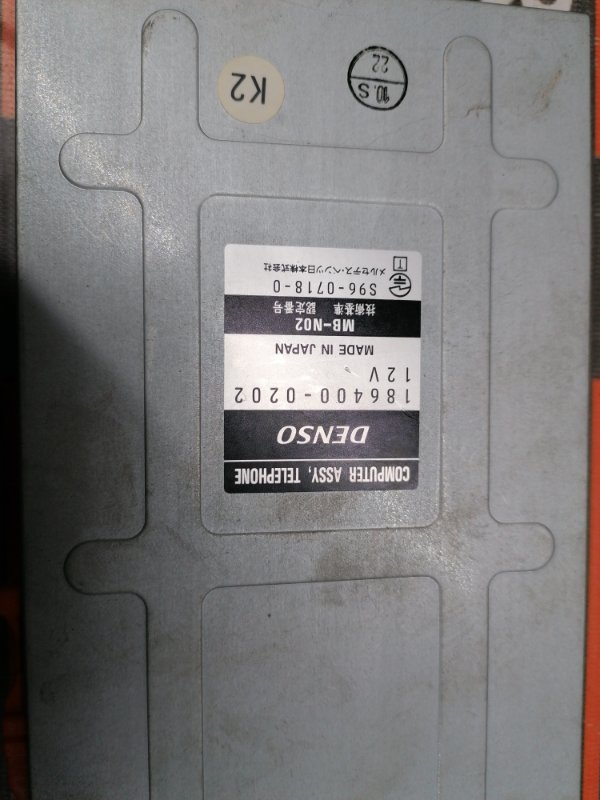 COMPUTER ASSY, TELEPHONE
DENSO
186400-0202
12V
MADE IN JAPAN
MB-N02
技術基準 認定番号
S96-0718-0
メルセデス・ベンツ日本株式会社
T
10.S
22
K2